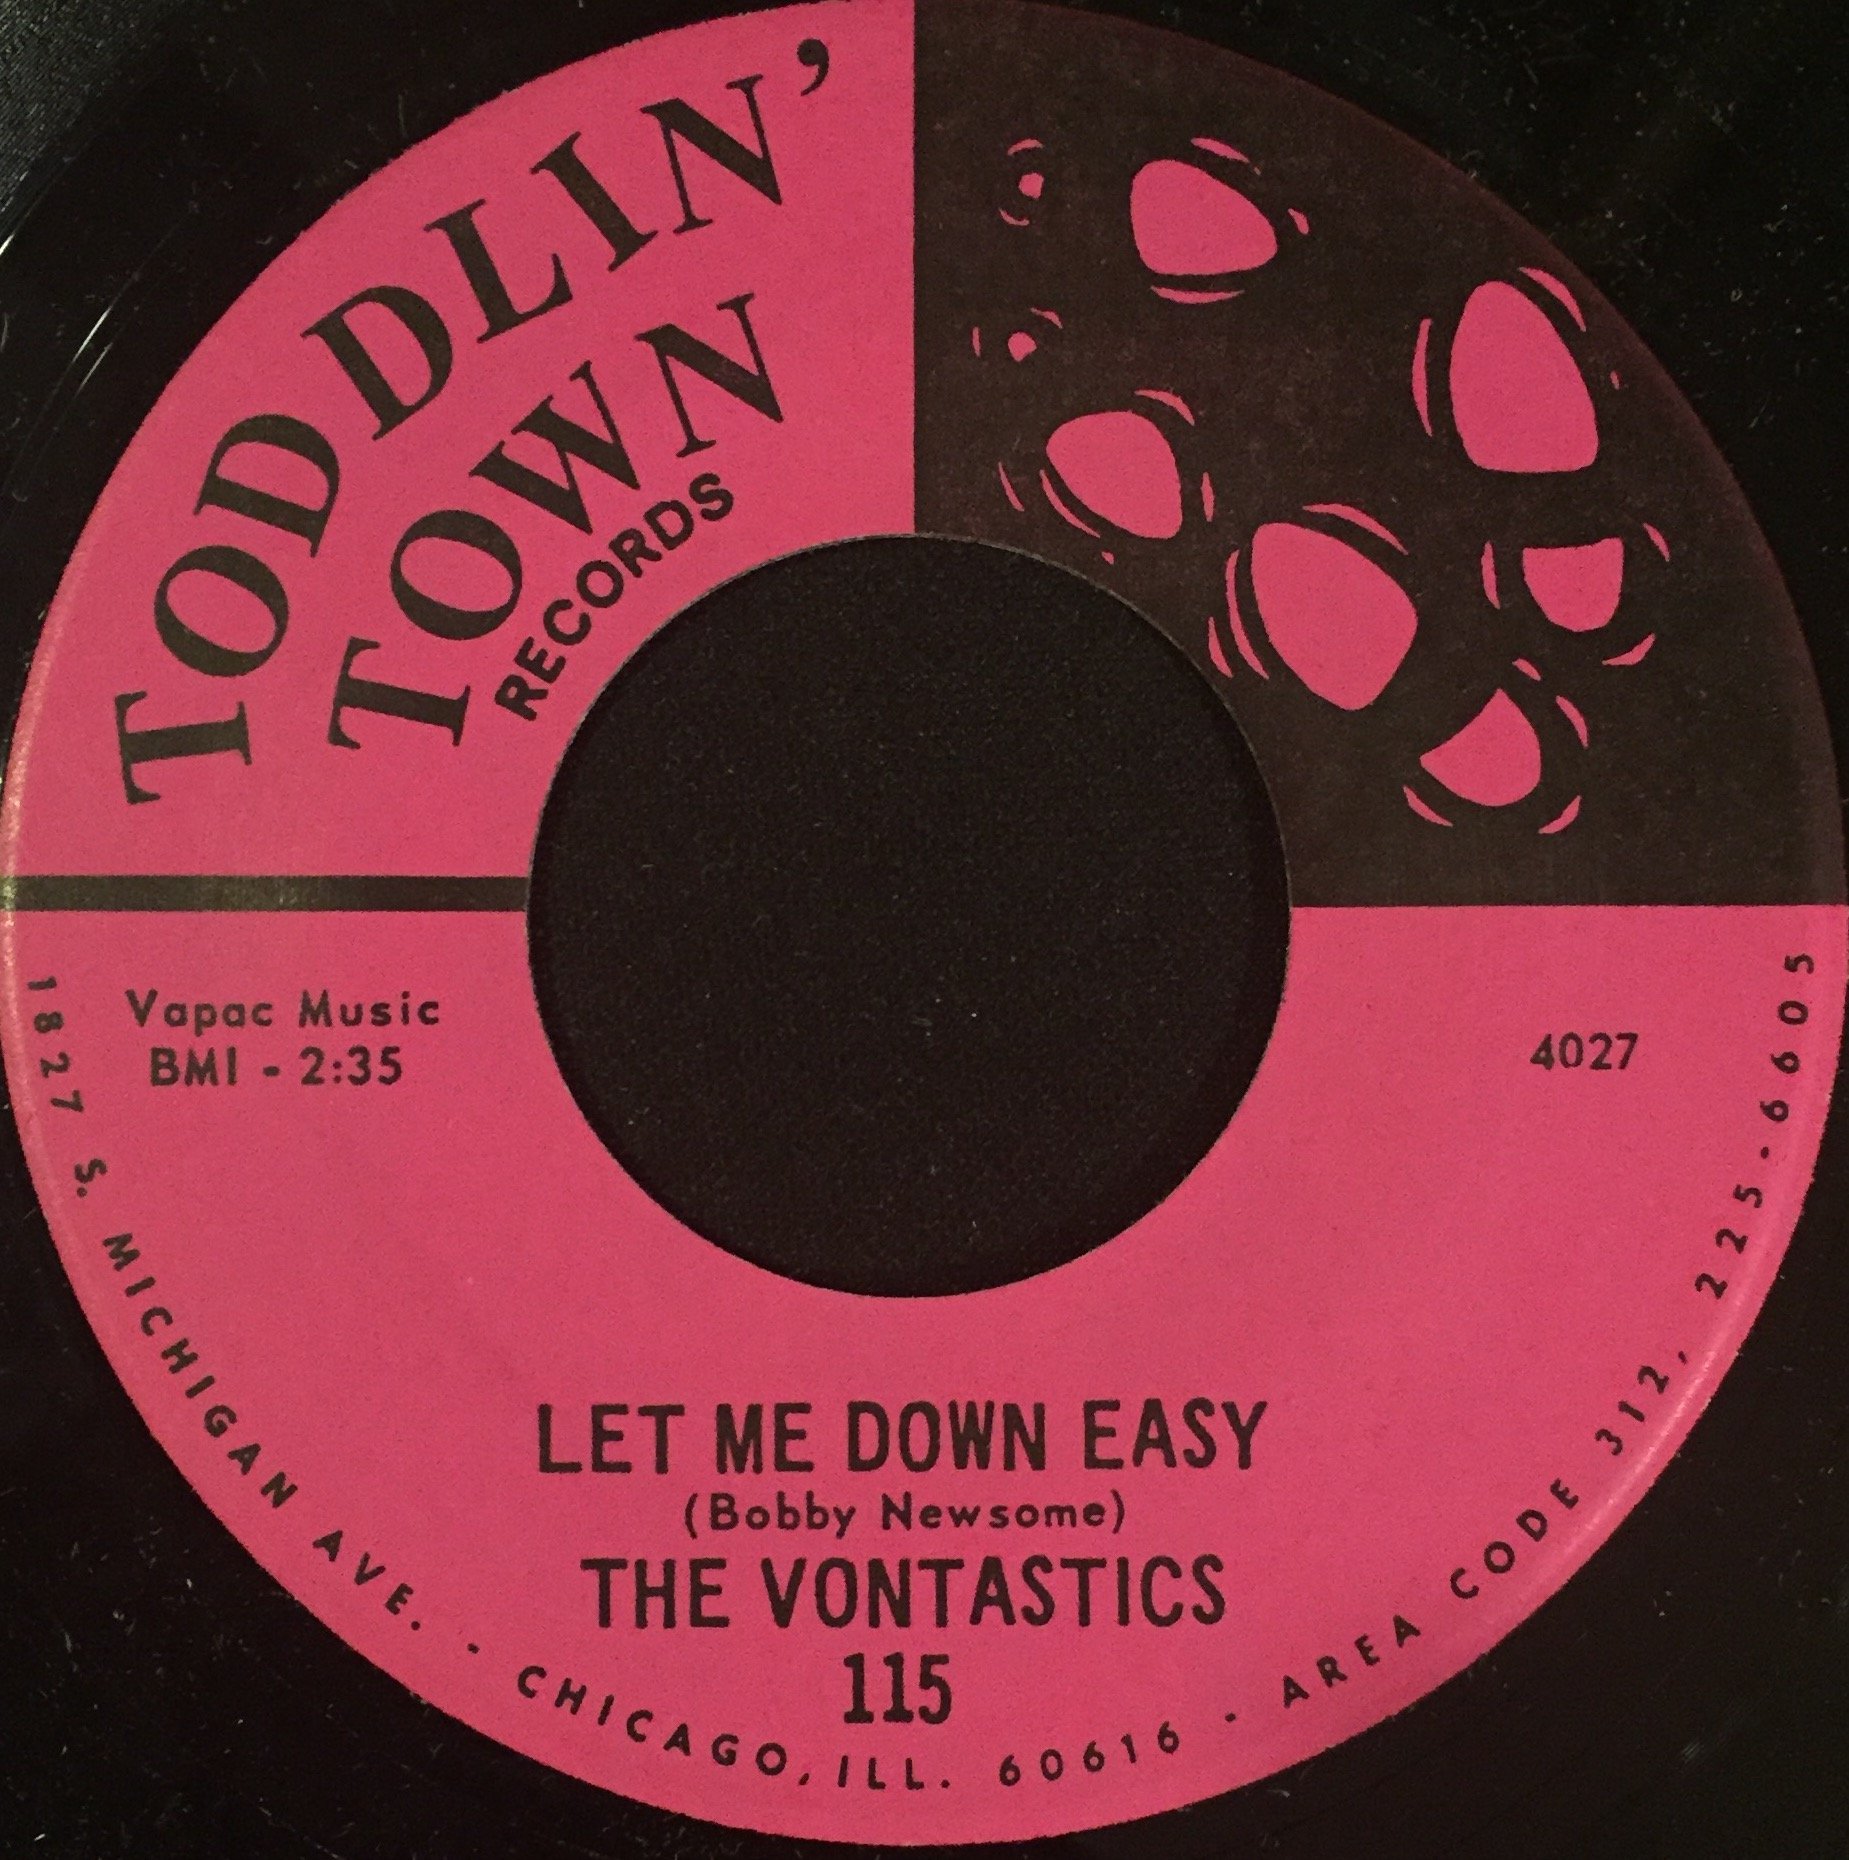 TODDLIN'
TOWN
RECORDS
Vapac Music
BMI - 2:35
4027
LET ME DOWN EASY
(Bobby Newsome)
THE VONTASTICS
115
1827 S. MICHIGAN AVE. - CHICAGO, ILL. 60616 - AREA CODE 312, 225-6605